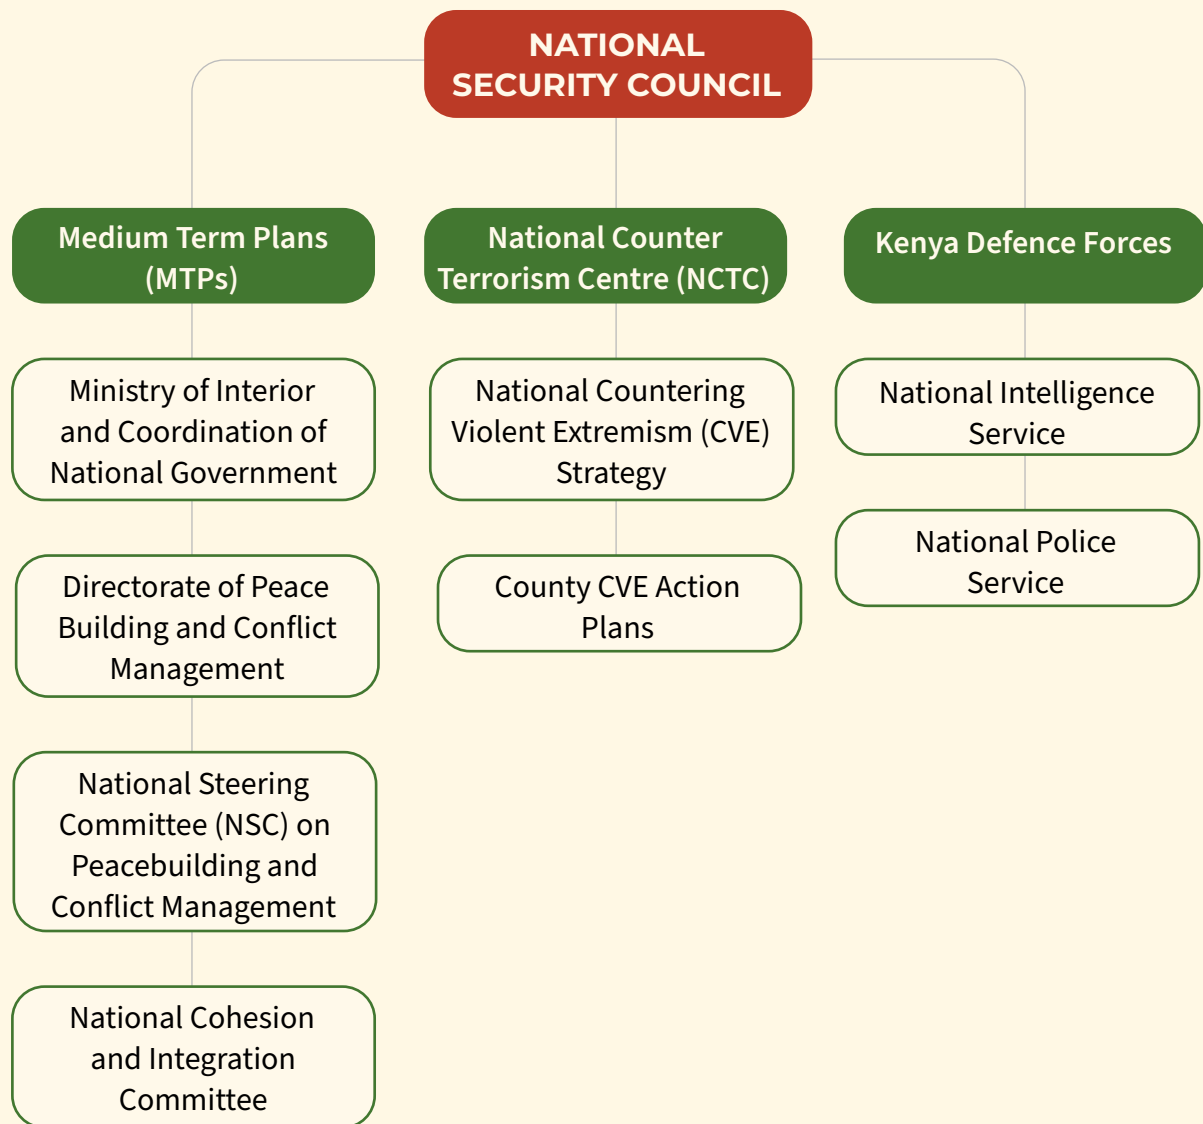 NATIONAL
SECURITY COUNCIL
Medium Term Plans
(MTPs)
Ministry of Interior
and Coordination of
National Government
Directorate of Peace
Building and Conflict
Management
National Steering
Committee (NSC) on
Peacebuilding and
Conflict Management
National Cohesion
and Integration
Committee
National Counter
Terrorism Centre (NCTC)
National Countering
Violent Extremism (CVE)
Strategy
County CVE Action
Plans
Kenya Defence Forces
National Intelligence
Service
National Police
Service